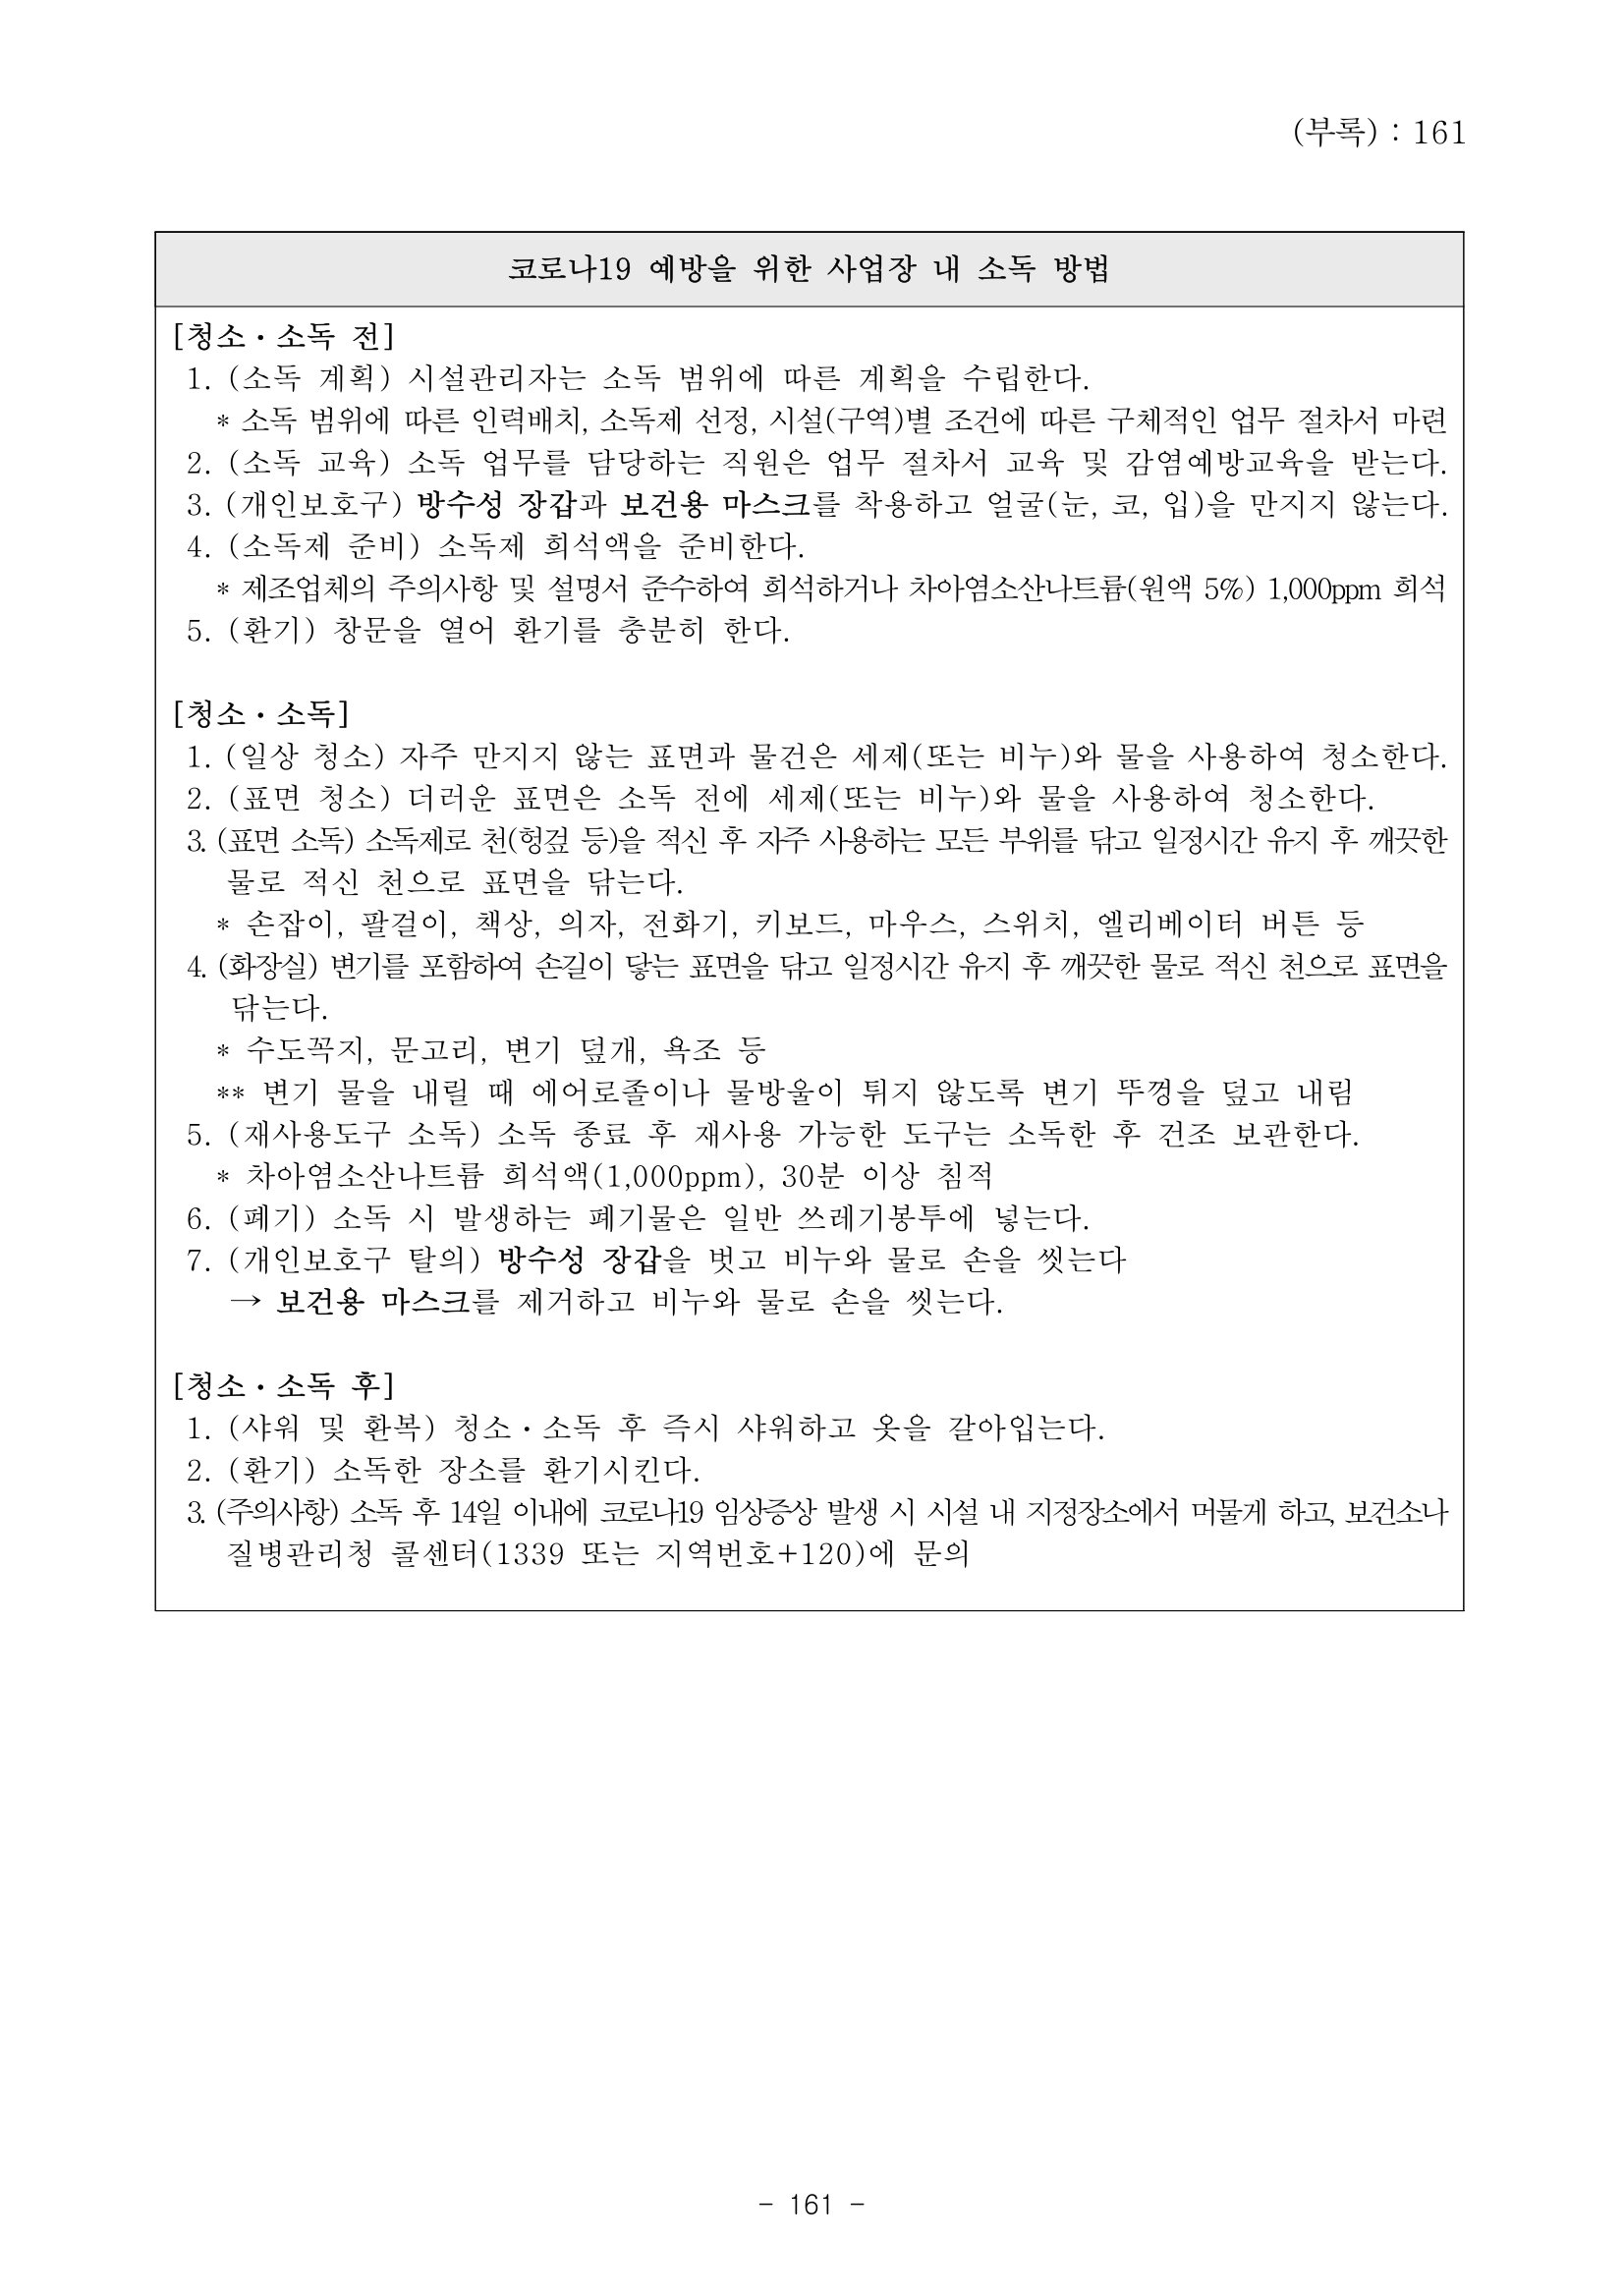 (부록) : 161
코로나19 예방을 위한 사업장 내 소독 방법
[청소・소독 전]
1. (소독 계획) 시설관리자는 소독 범위에 따른 계획을 수립한다.
* 소독 범위에 따른 인력배치, 소독제 선정, 시설(구역)별 조건에 따른 구체적인 업무 절차서 마련
2. (소독 교육) 소독 업무를 담당하는 직원은 업무 절차서 교육 및 감염예방교육을 받는다.
3. (개인보호구) 방수성 장갑과 보건용 마스크를 착용하고 얼굴(눈, 코, 입)을 만지지 않는다.
4. (소독제 준비) 소독제 희석액을 준비한다.
* 제조업체의 주의사항 및 설명서 준수하여 희석하거나 차아염소산나트륨(원액 5%) 1,000ppm 희석
5. (환기) 창문을 열어 환기를 충분히 한다.
[청소・소독]
1. (일상 청소) 자주 만지지 않는 표면과 물건은 세제(또는 비누)와 물을 사용하여 청소한다.
2. (표면 청소) 더러운 표면은 소독 전에 세제(또는 비누)와 물을 사용하여 청소한다.
3. (표면 소독) 소독제로 천(헝겊 등)을 적신 후 자주 사용하는 모든 부위를 닦고 일정시간 유지 후 깨끗한
물로 적신 천으로 표면을 닦는다.
* 손잡이, 팔걸이, 책상, 의자, 전화기, 키보드, 마우스, 스위치, 엘리베이터 버튼 등
4. (화장실) 변기를 포함하여 손길이 닿는 표면을 닦고 일정시간 유지 후 깨끗한 물로 적신 천으로 표면을
닦는다.
* 수도꼭지, 문고리, 변기 덮개, 욕조 등
** 변기 물을 내릴 때 에어로졸이나 물방울이 튀지 않도록 변기 뚜껑을 덮고 내림
5. (재사용도구 소독) 소독 종료 후 재사용 가능한 도구는 소독한 후 건조 보관한다.
* 차아염소산나트륨 희석액(1,000ppm), 30분 이상 침적
6. (폐기) 소독 시 발생하는 폐기물은 일반 쓰레기봉투에 넣는다.
7. (개인보호구 탈의) 방수성 장갑을 벗고 비누와 물로 손을 씻는다
→ 보건용 마스크를 제거하고 비누와 물로 손을 씻는다.
[청소・소독 후]
1. (샤워 및 환복) 청소・소독 후 즉시 샤워하고 옷을 갈아입는다.
2. (환기) 소독한 장소를 환기시킨다.
3. (주의사항) 소독 후 14일 이내에 코로나19 임상증상 발생 시 시설 내 지정장소에서 머물게 하고, 보건소나
질병관리청 콜센터(1339 또는 지역번호+120)에 문의
- 161 -